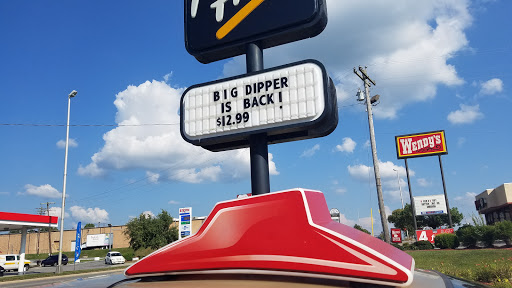 BIG DIPPER
IS BACK!
$12.99
WENDY'S